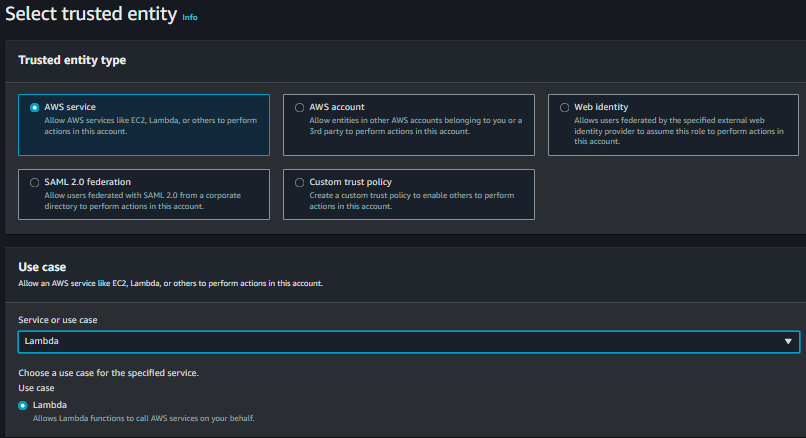 Select trusted entity Info
Trusted entity type
AWS service
Allow AWS services like EC2, Lambda, or others to perform
actions in this account.
AWS account
Allow entities in other AWS accounts belonging to you or a
3rd party to perform actions in this account.
Web identity
Allows users federated by the specified external web
identity provider to assume this role to perform actions in
this account.
SAML 2.0 federation
Allow users federated with SAML 2.0 from a corporate
directory to perform actions in this account.
Custom trust policy
Create a custom trust policy to enable others to perform
actions in this account.
Use case
Allow an AWS service like EC2, Lambda, or others to perform actions in this account.
Service or use case
Lambda
Choose a use case for the specified service.
Use case
Lambda
Allows Lambda functions to call AWS services on your behalf.